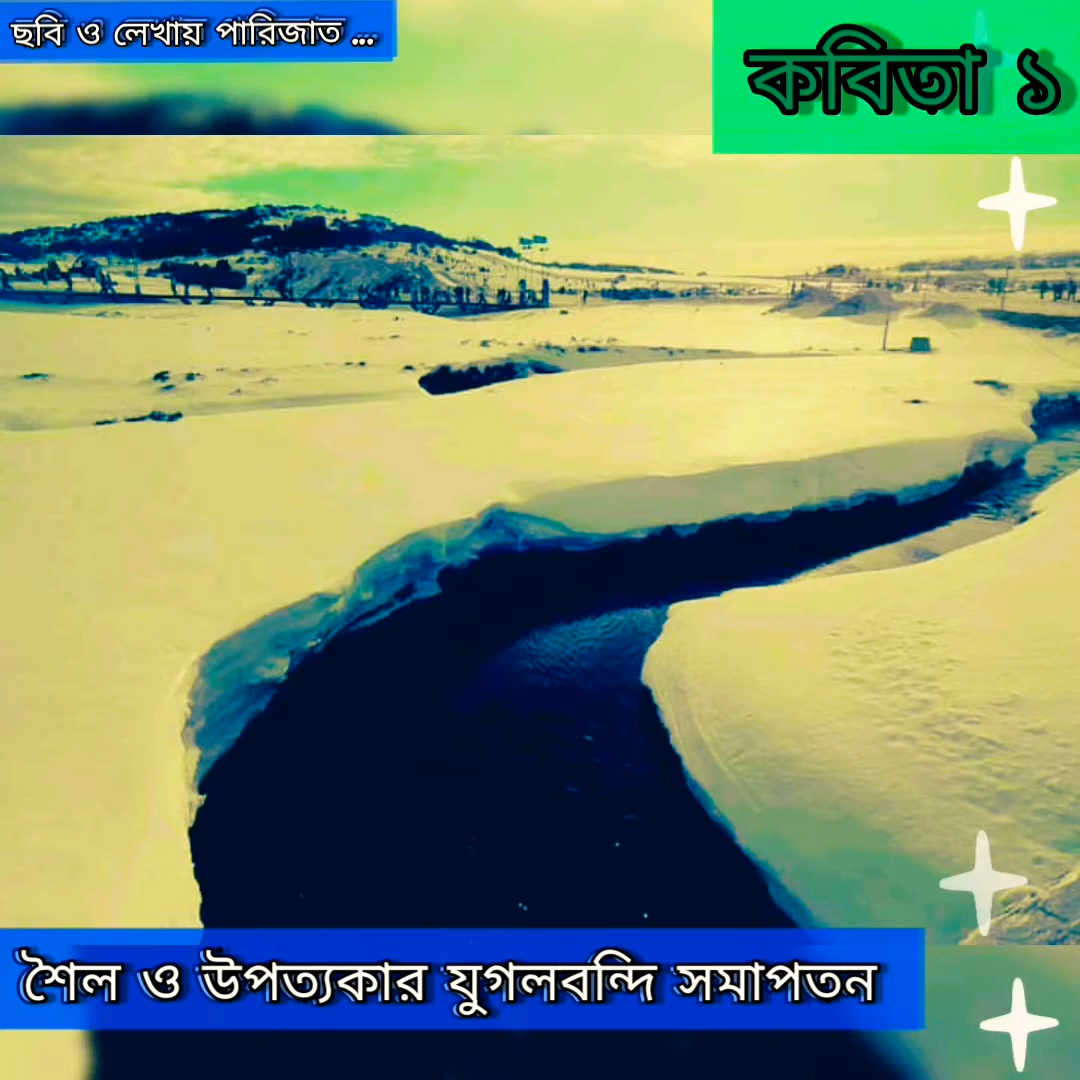 ছবি ও লেখায় পারিজাত ...
কবিতা ১
শৈল ও উপত্যকার যুগলবন্দি সমাপতন